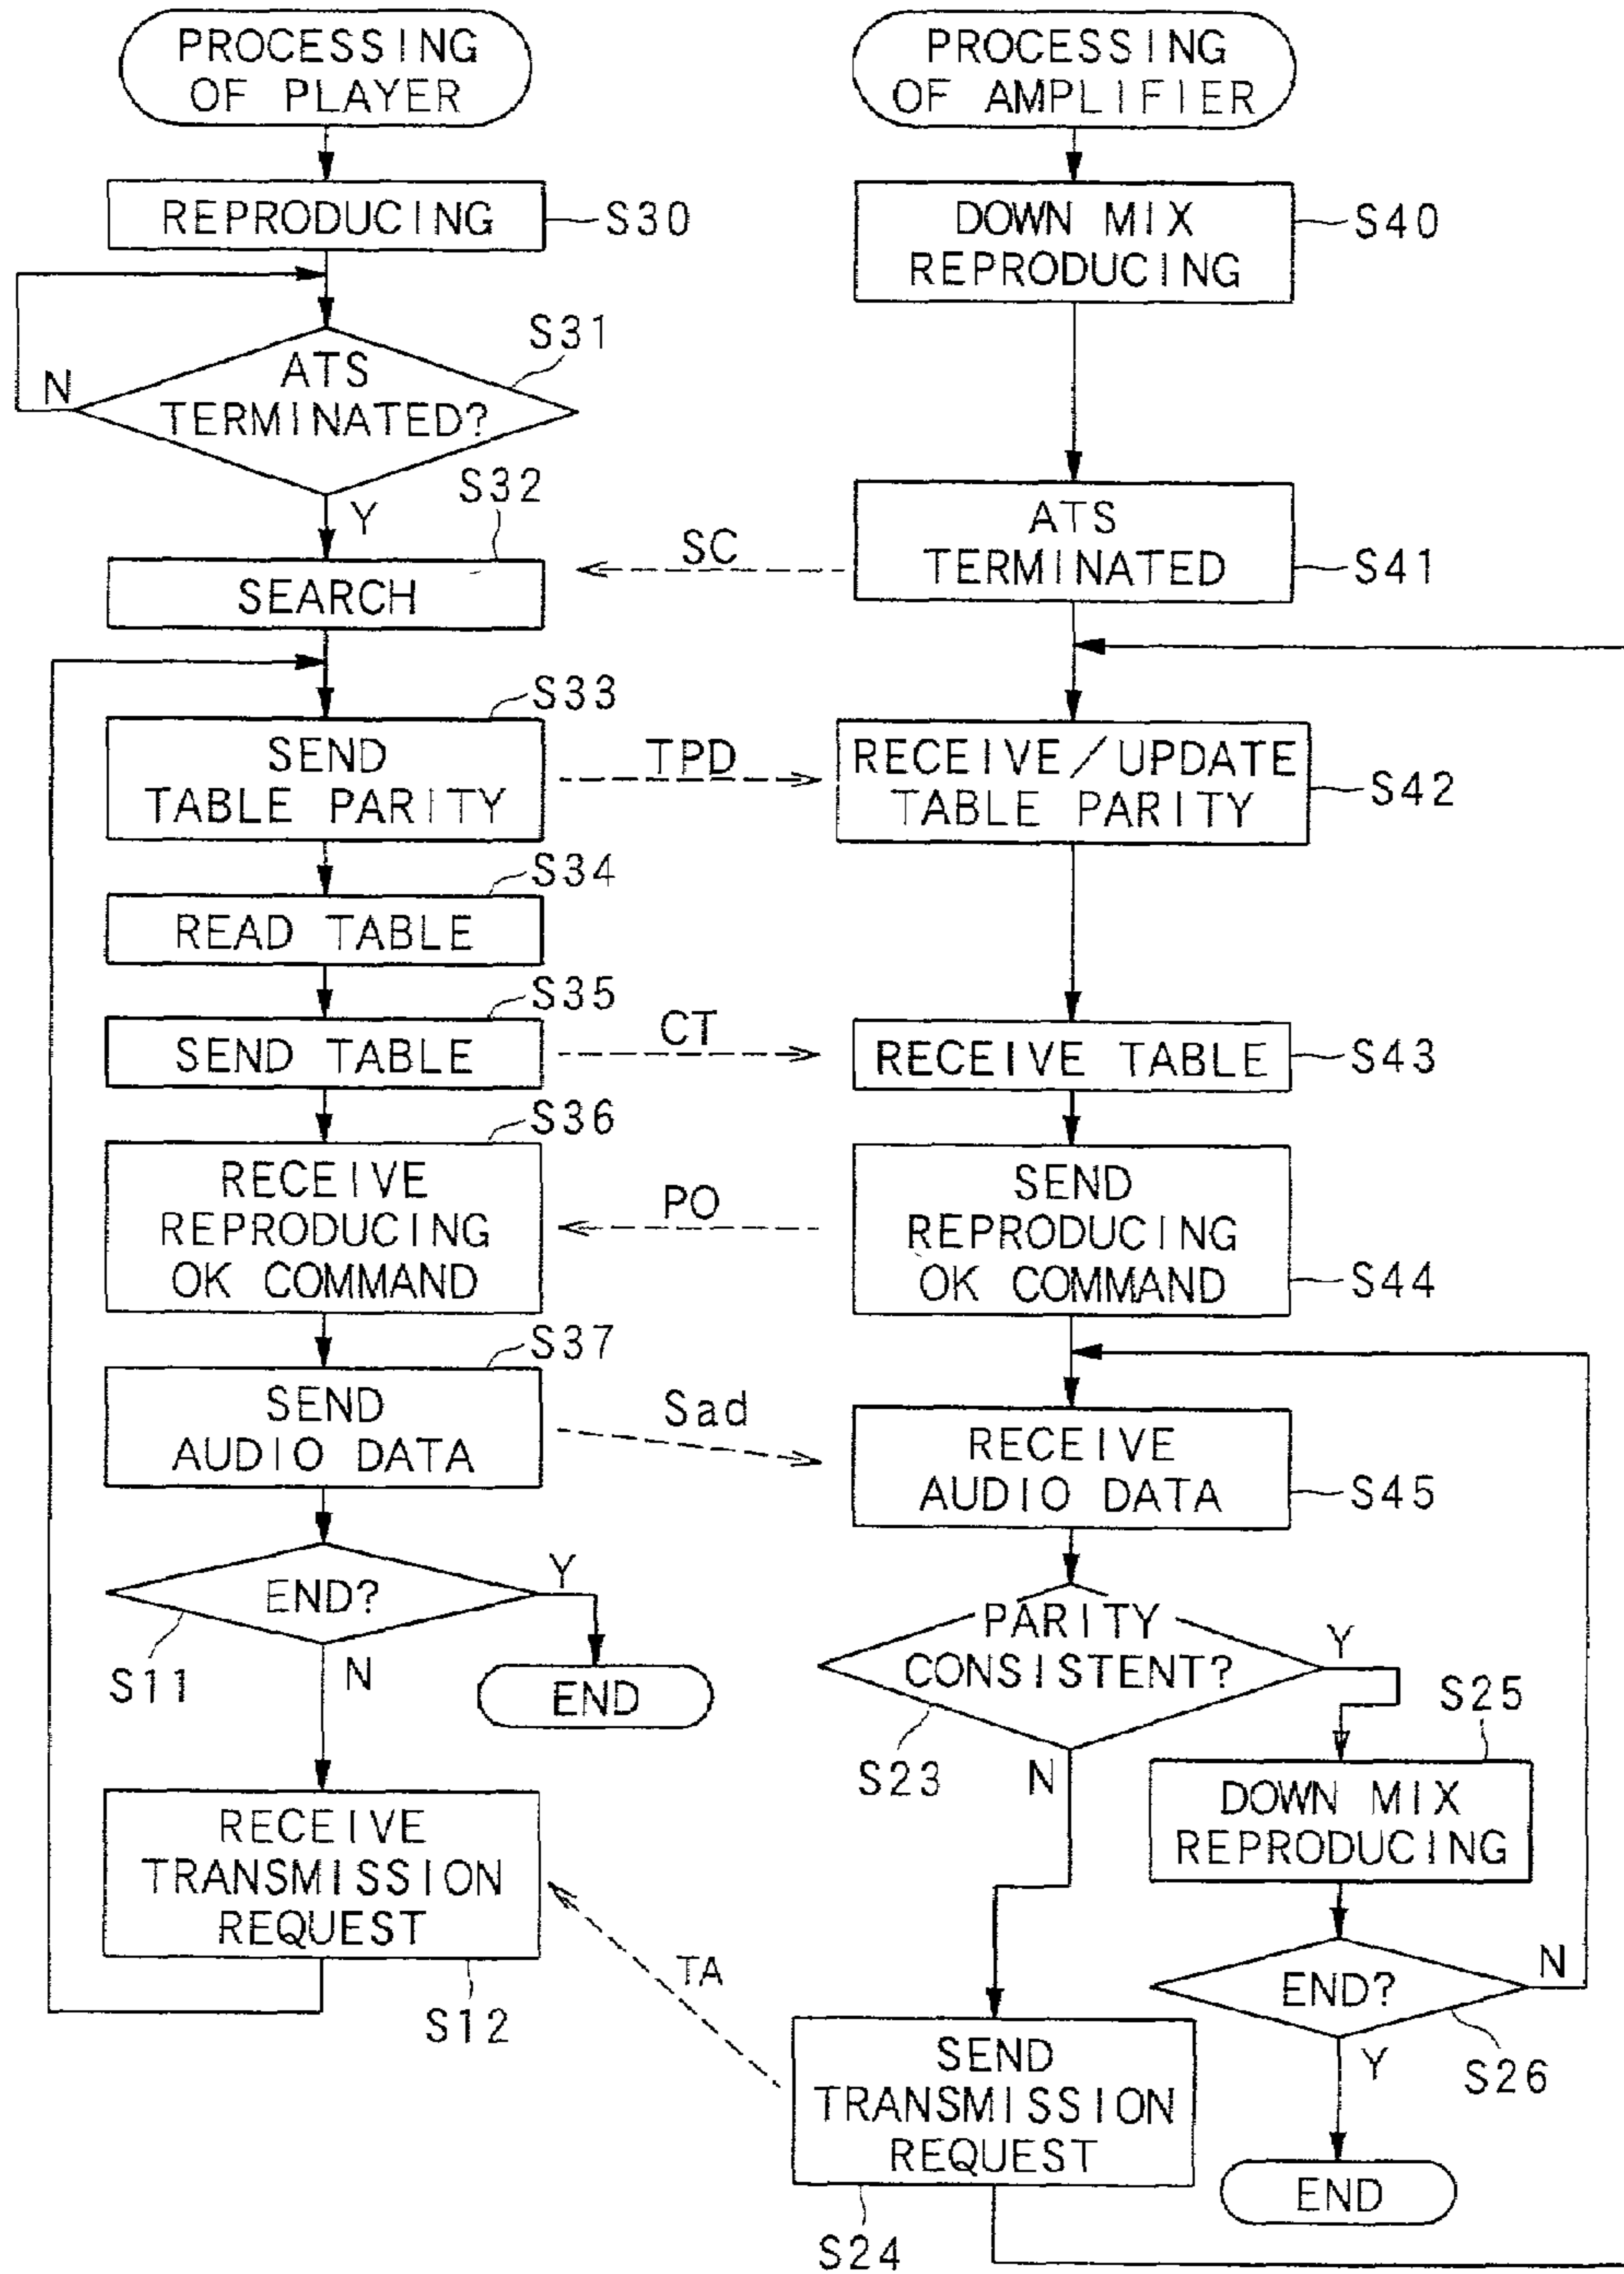 PROCESSING
OF PLAYER
REPRODUCING
S30
N
ATS
TERMINATED?
S31
Y
S32
SEARCH
S33
SEND
TABLE PARITY
S34
READ TABLE
S35
SEND TABLE
S36
RECEIVE
REPRODUCING
OK COMMAND
S37
SEND
AUDIO DATA
END?
Y
S11
N
END
RECEIVE
TRANSMISSION
REQUEST
S12
SC
TPD
CT
PO
Sad
TA
PROCESSING
OF AMPLIFIER
DOWN MIX
REPRODUCING
S40
ATS
TERMINATED
S41
RECEIVE/UPDATE
TABLE PARITY
S42
RECEIVE TABLE
S43
SEND
REPRODUCING
OK COMMAND
S44
RECEIVE
AUDIO DATA
S45
PARITY
CONSISTENT?
Y
S23
N
S25
DOWN MIX
REPRODUCING
END?
N
S26
Y
END
SEND
TRANSMISSION
REQUEST
S24